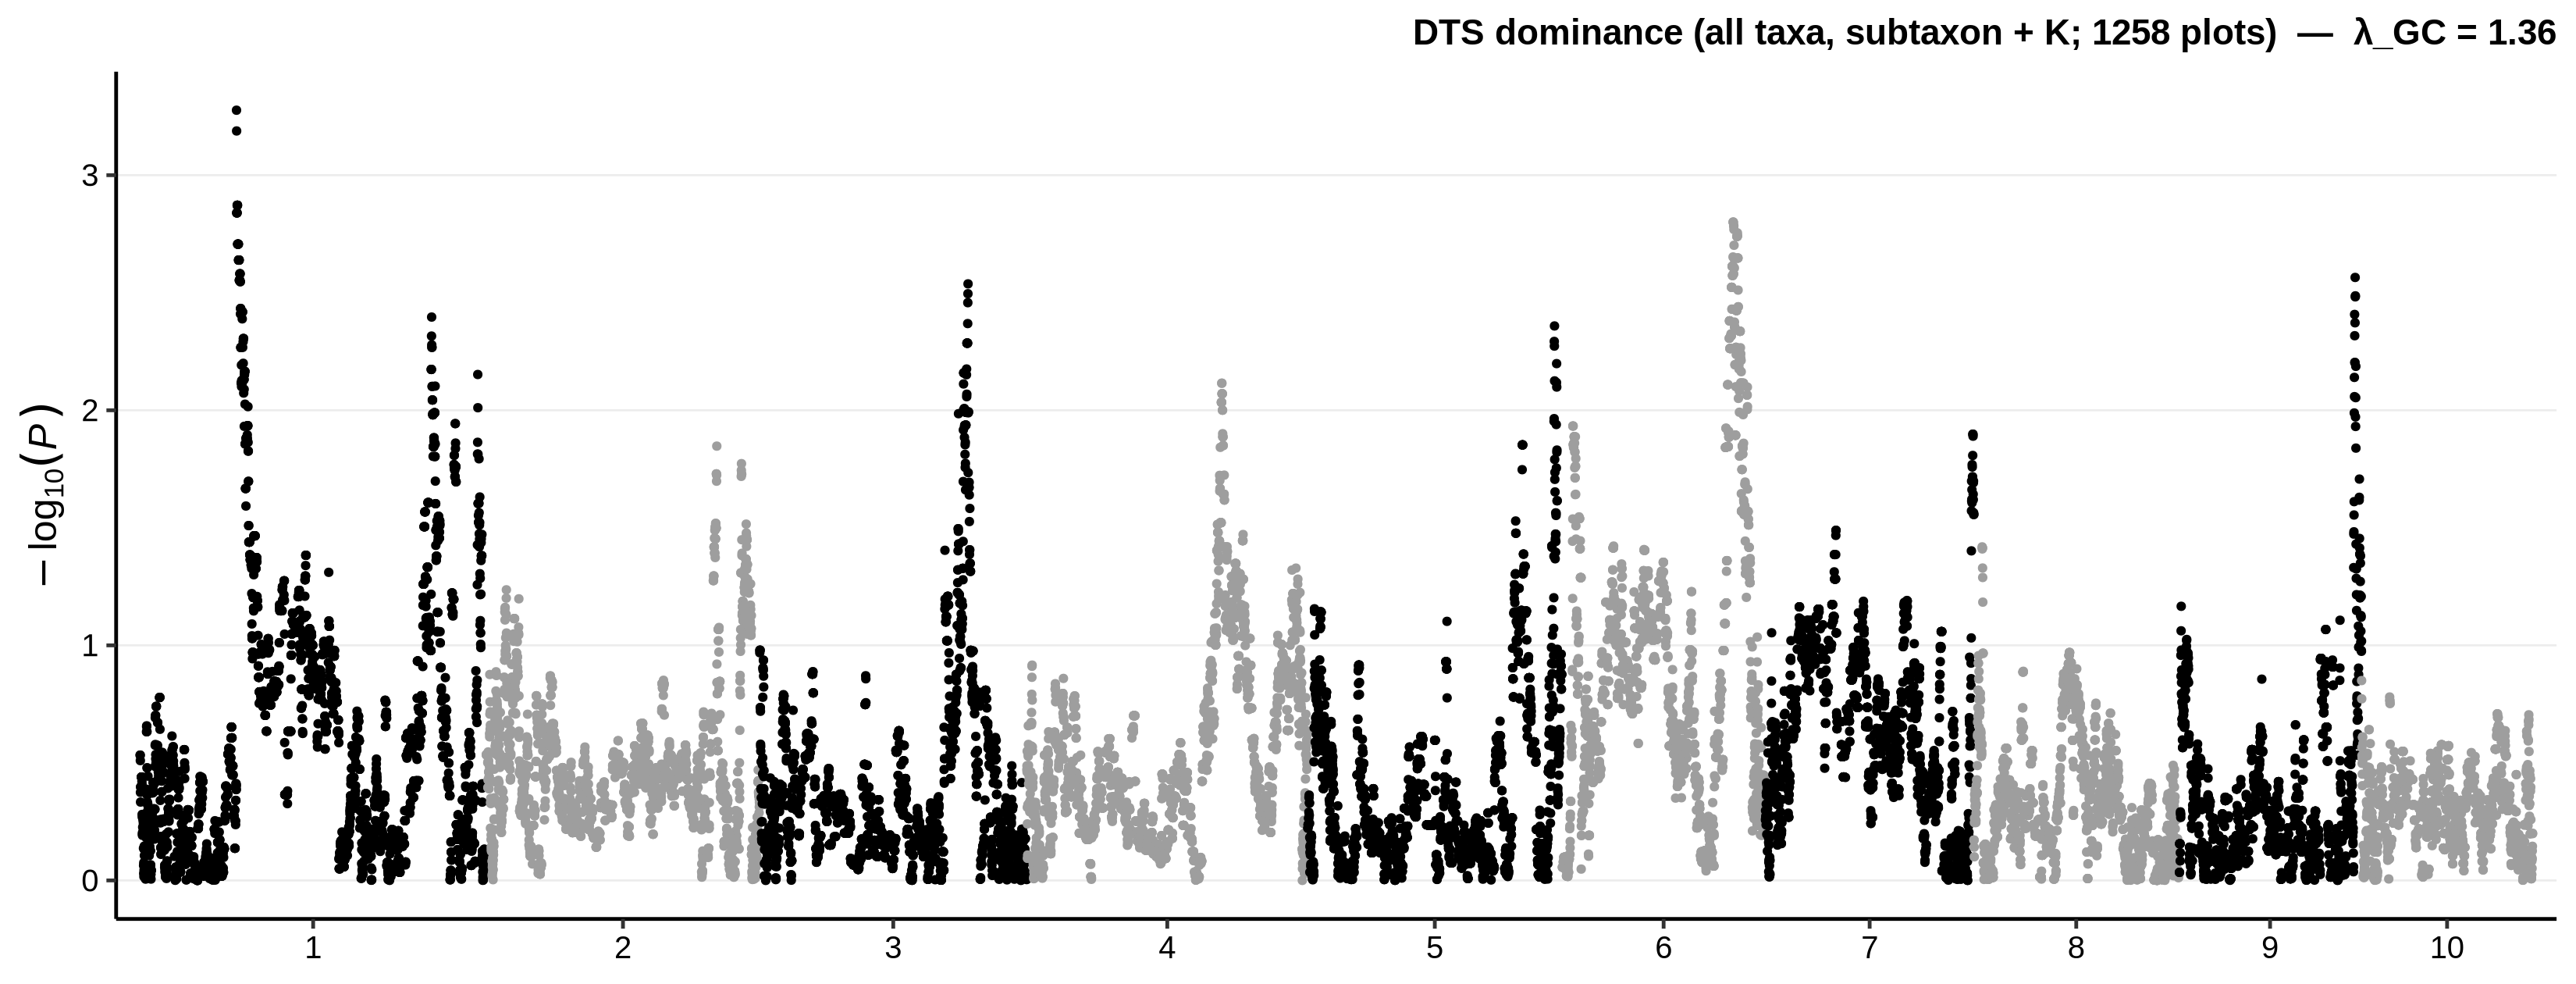 DTS dominance (all taxa, subtaxon + K; 1258 plots) — λ_GC = 1.36
− log₁₀(P)
3
2
1
0
1 2 3 4 5 6 7 8 9 10